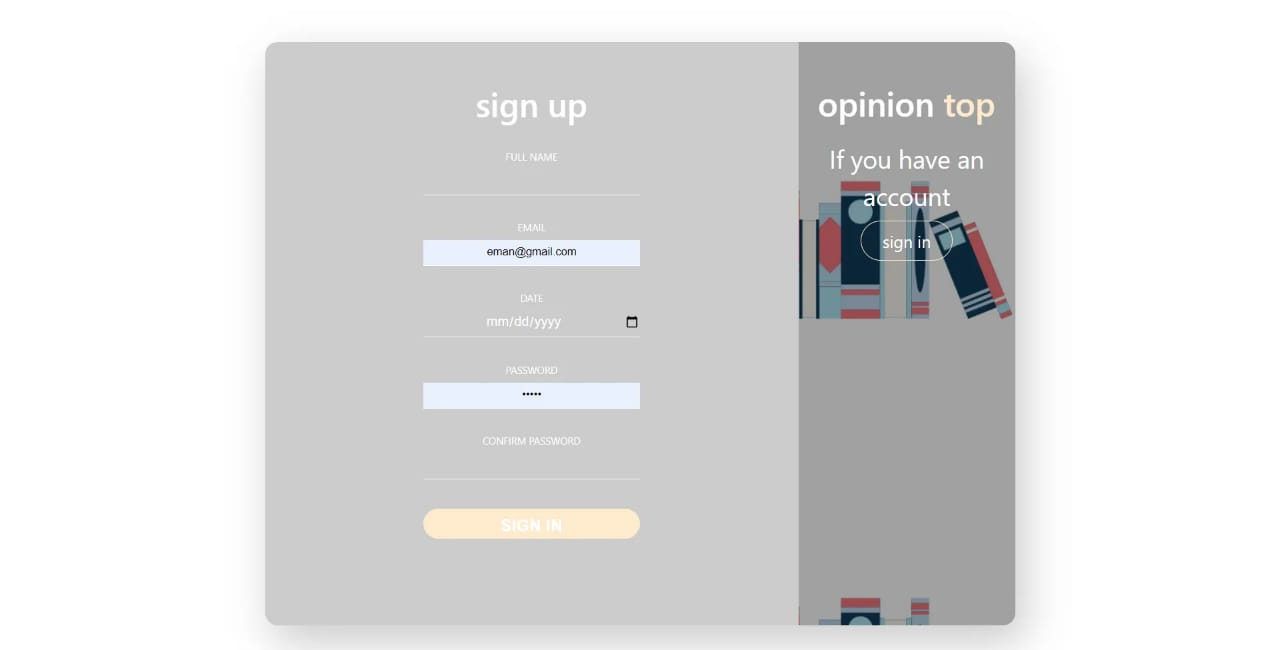 sign up
FULL NAME
EMAIL
eman@gmail.com
DATE
mm/dd/yyyy
PASSWORD
•••••
CONFIRM PASSWORD
SIGN IN
opinion top
If you have an
account
sign in